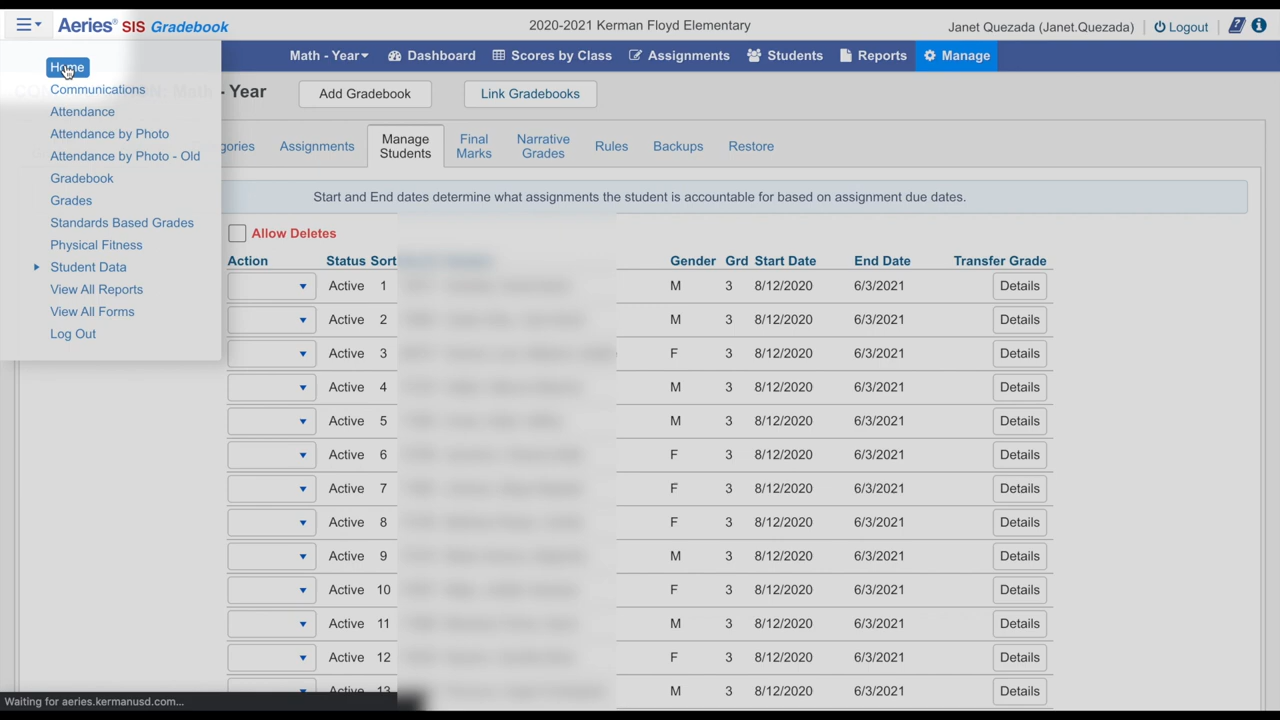 Aeries® SIS Gradebook
2020-2021 Kerman Floyd Elementary
Janet Quezada (Janet.Quezada)
Logout
Math - Year
Dashboard
Scores by Class
Assignments
Students
Reports
Manage
Home
Communications
Attendance
Attendance by Photo
Attendance by Photo - Old
Gradebook
Grades
Standards Based Grades
Physical Fitness
Student Data
View All Reports
View All Forms
Log Out
- Year
Add Gradebook
Link Gradebooks
Assignments
Manage
Students
Final
Marks
Narrative
Grades
Rules
Backups
Restore
Start and End dates determine what assignments the student is accountable for based on assignment due dates.
Allow Deletes
Action Status Sort Gender Grd Start Date End Date Transfer Grade
Active 1 M 3 8/12/2020 6/3/2021 Details
Active 2 M 3 8/12/2020 6/3/2021 Details
Active 3 F 3 8/12/2020 6/3/2021 Details
Active 4 M 3 8/12/2020 6/3/2021 Details
Active 5 M 3 8/12/2020 6/3/2021 Details
Active 6 F 3 8/12/2020 6/3/2021 Details
Active 7 F 3 8/12/2020 6/3/2021 Details
Active 8 F 3 8/12/2020 6/3/2021 Details
Active 9 M 3 8/12/2020 6/3/2021 Details
Active 10 F 3 8/12/2020 6/3/2021 Details
Active 11 M 3 8/12/2020 6/3/2021 Details
Active 12 F 3 8/12/2020 6/3/2021 Details
Active 13 M 3 8/12/2020 6/3/2021 Details
Waiting for aeries.kermanusd.com...